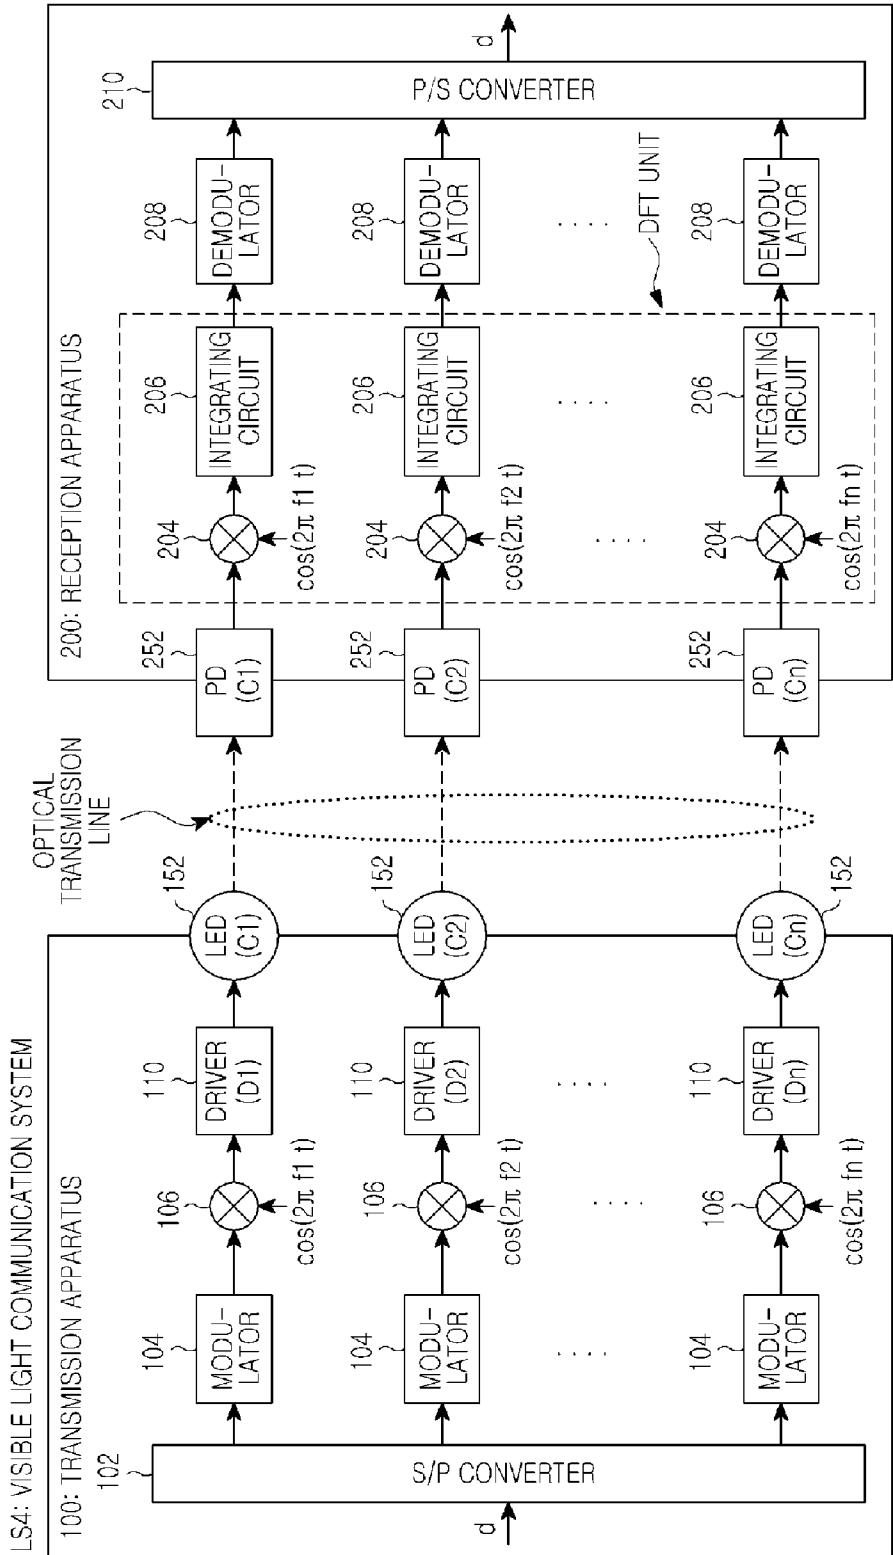 LS4: VISIBLE LIGHT COMMUNICATION SYSTEM
100: TRANSMISSION APPARATUS
d
102
S/P CONVERTER
104
MODU-
LATOR
106
cos(2π f1 t)
110
DRIVER
(D1)
152
LED
(C1)
104
MODU-
LATOR
106
cos(2π f2 t)
110
DRIVER
(D2)
152
LED
(C2)
. . . .
. . . .
. . . .
104
MODU-
LATOR
106
cos(2π fn t)
110
DRIVER
(Dn)
152
LED
(Cn)
OPTICAL
TRANSMISSION
LINE
200: RECEPTION APPARATUS
252
PD
(C1)
204
cos(2π f1 t)
206
INTEGRATING
CIRCUIT
208
DEMODU-
LATOR
252
PD
(C2)
204
cos(2π f2 t)
206
INTEGRATING
CIRCUIT
208
DEMODU-
LATOR
. . . .
. . . .
. . . .
DFT UNIT
252
PD
(Cn)
204
cos(2π fn t)
206
INTEGRATING
CIRCUIT
208
DEMODU-
LATOR
210
P/S CONVERTER
d